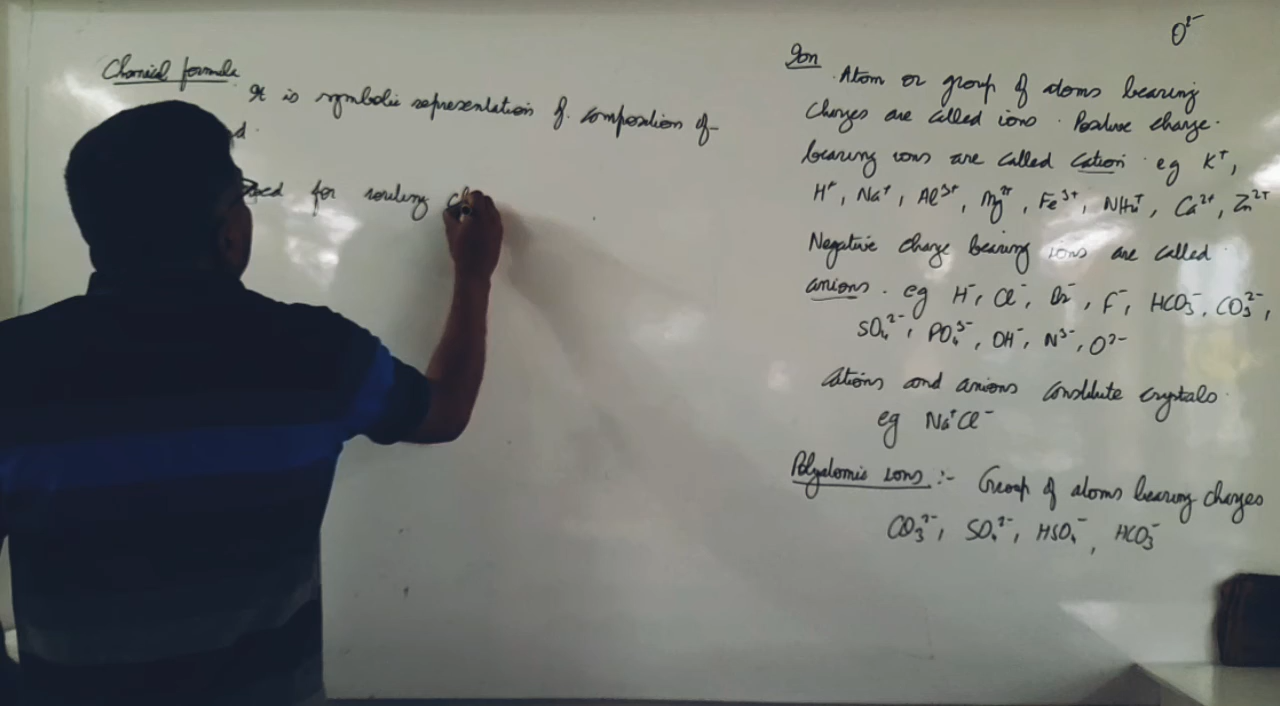 Chemical formula
It is symbolic representation of composition of
d.
used for writing ch
O²⁻
Ion
Atom or group of atoms bearing
charges are called ions. Positive charge
bearing ions are called cation eg K⁺,
H⁺, Na⁺, Al³⁺, Mg²⁺, Fe³⁺, NH₄⁺, Ca²⁺, Zn²⁺
Negative charge bearing ions are called
anions. eg H⁻, Cl⁻, Br⁻, F⁻, HCO₃⁻, CO₃²⁻,
SO₄²⁻, PO₄³⁻, OH⁻, N³⁻, O²⁻
Cations and anions constitute crystals.
eg Na⁺Cl⁻
Polyatomic ions :- Group of atoms bearing charges
CO₃²⁻, SO₄²⁻, HSO₄⁻, HCO₃⁻